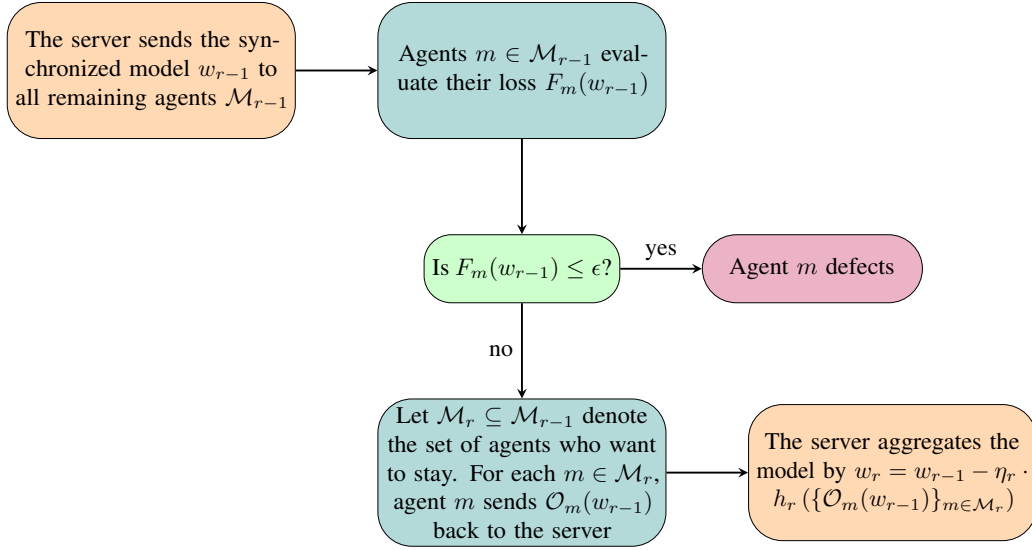 The server sends the syn-
chronized model $w_{r-1}$ to
all remaining agents $\mathcal{M}_{r-1}$
Agents $m \in \mathcal{M}_{r-1}$ eval-
uate their loss $F_m(w_{r-1})$
Is $F_m(w_{r-1}) \leq \epsilon$?
yes
Agent $m$ defects
no
Let $\mathcal{M}_r \subseteq \mathcal{M}_{r-1}$ denote
the set of agents who want
to stay. For each $m \in \mathcal{M}_r$,
agent $m$ sends $\mathcal{O}_m(w_{r-1})$
back to the server
The server aggregates the
model by $w_r = w_{r-1} - \eta_r \cdot$
$h_r\left(\{\mathcal{O}_m(w_{r-1})\}_{m \in \mathcal{M}_r}\right)$